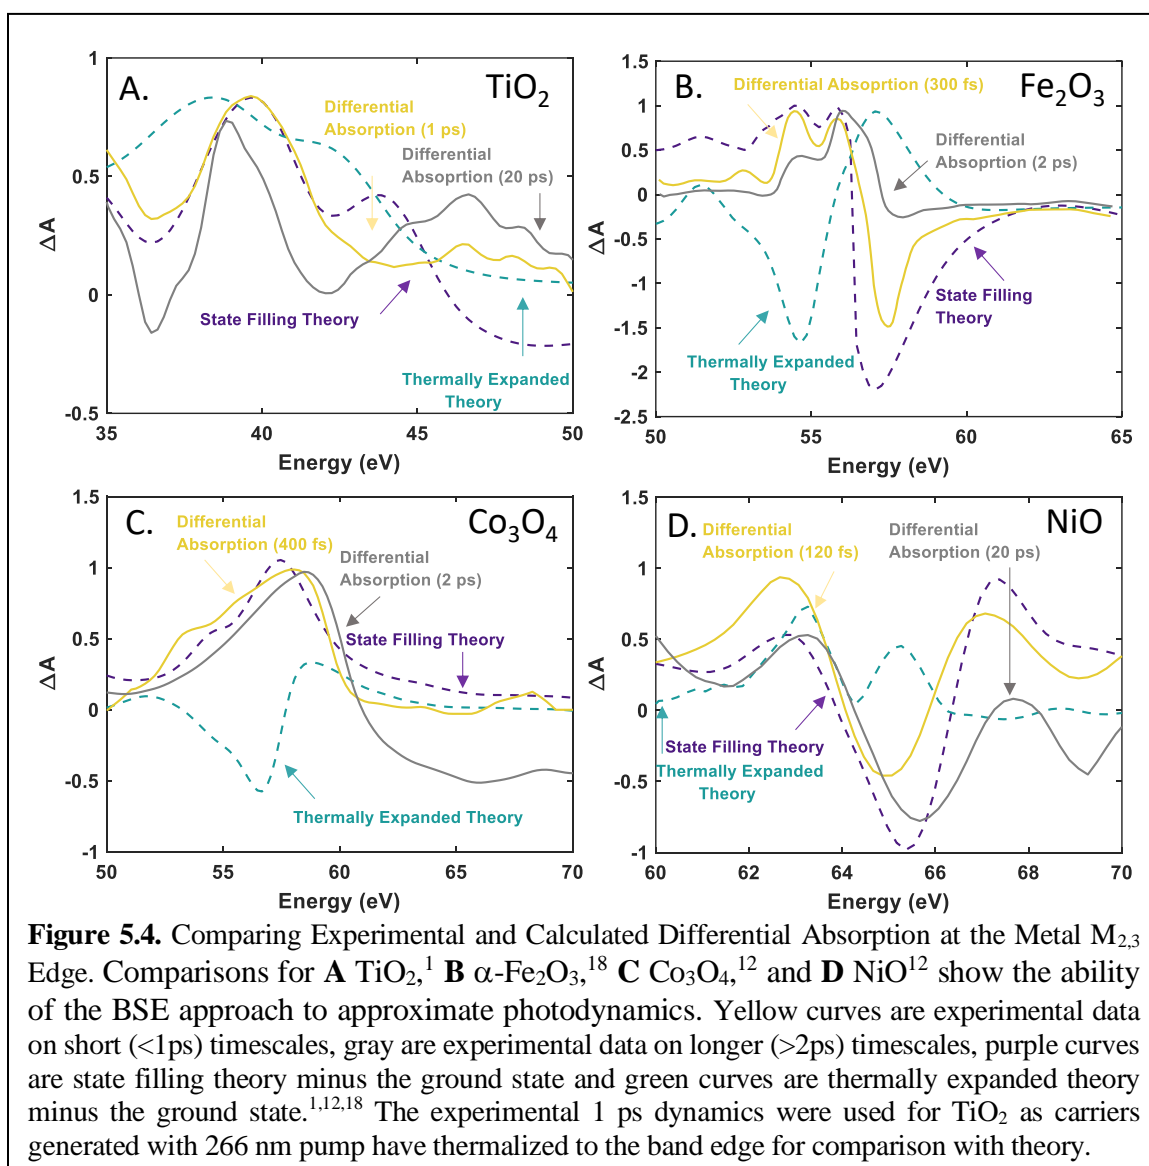 A.
TiO2
Differential
Absorption (1 ps)
Differential
Absoprtion (20 ps)
State Filling Theory
Thermally Expanded
Theory
ΔA
1
0.5
0
-0.5
35
40
45
50
Energy (eV)
B.
Fe2O3
Differential Absoprtion (300 fs)
Differential
Absoprtion (2 ps)
State Filling
Theory
Thermally Expanded
Theory
ΔA
1.5
1
0.5
0
-0.5
-1
-1.5
-2
-2.5
50
55
60
65
Energy (eV)
C.
Co3O4
Differential
Absorption (400 fs)
Differential
Absorption (2 ps)
State Filling Theory
Thermally Expanded Theory
ΔA
1.5
1
0.5
0
-0.5
-1
50
55
60
65
70
Energy (eV)
D.
NiO
Differential
Absorption (120 fs)
Differential
Absorption (20 ps)
State Filling Theory
Thermally Expanded
Theory
ΔA
1.5
1
0.5
0
-0.5
-1
60
62
64
66
68
70
Energy (eV)
Figure 5.4. Comparing Experimental and Calculated Differential Absorption at the Metal M2,3
Edge. Comparisons for A TiO2,1 B α-Fe2O3,18 C Co3O4,12 and D NiO12 show the ability
of the BSE approach to approximate photodynamics. Yellow curves are experimental data
on short (<1ps) timescales, gray are experimental data on longer (>2ps) timescales, purple curves
are state filling theory minus the ground state and green curves are thermally expanded theory
minus the ground state.1,12,18 The experimental 1 ps dynamics were used for TiO2 as carriers
generated with 266 nm pump have thermalized to the band edge for comparison with theory.